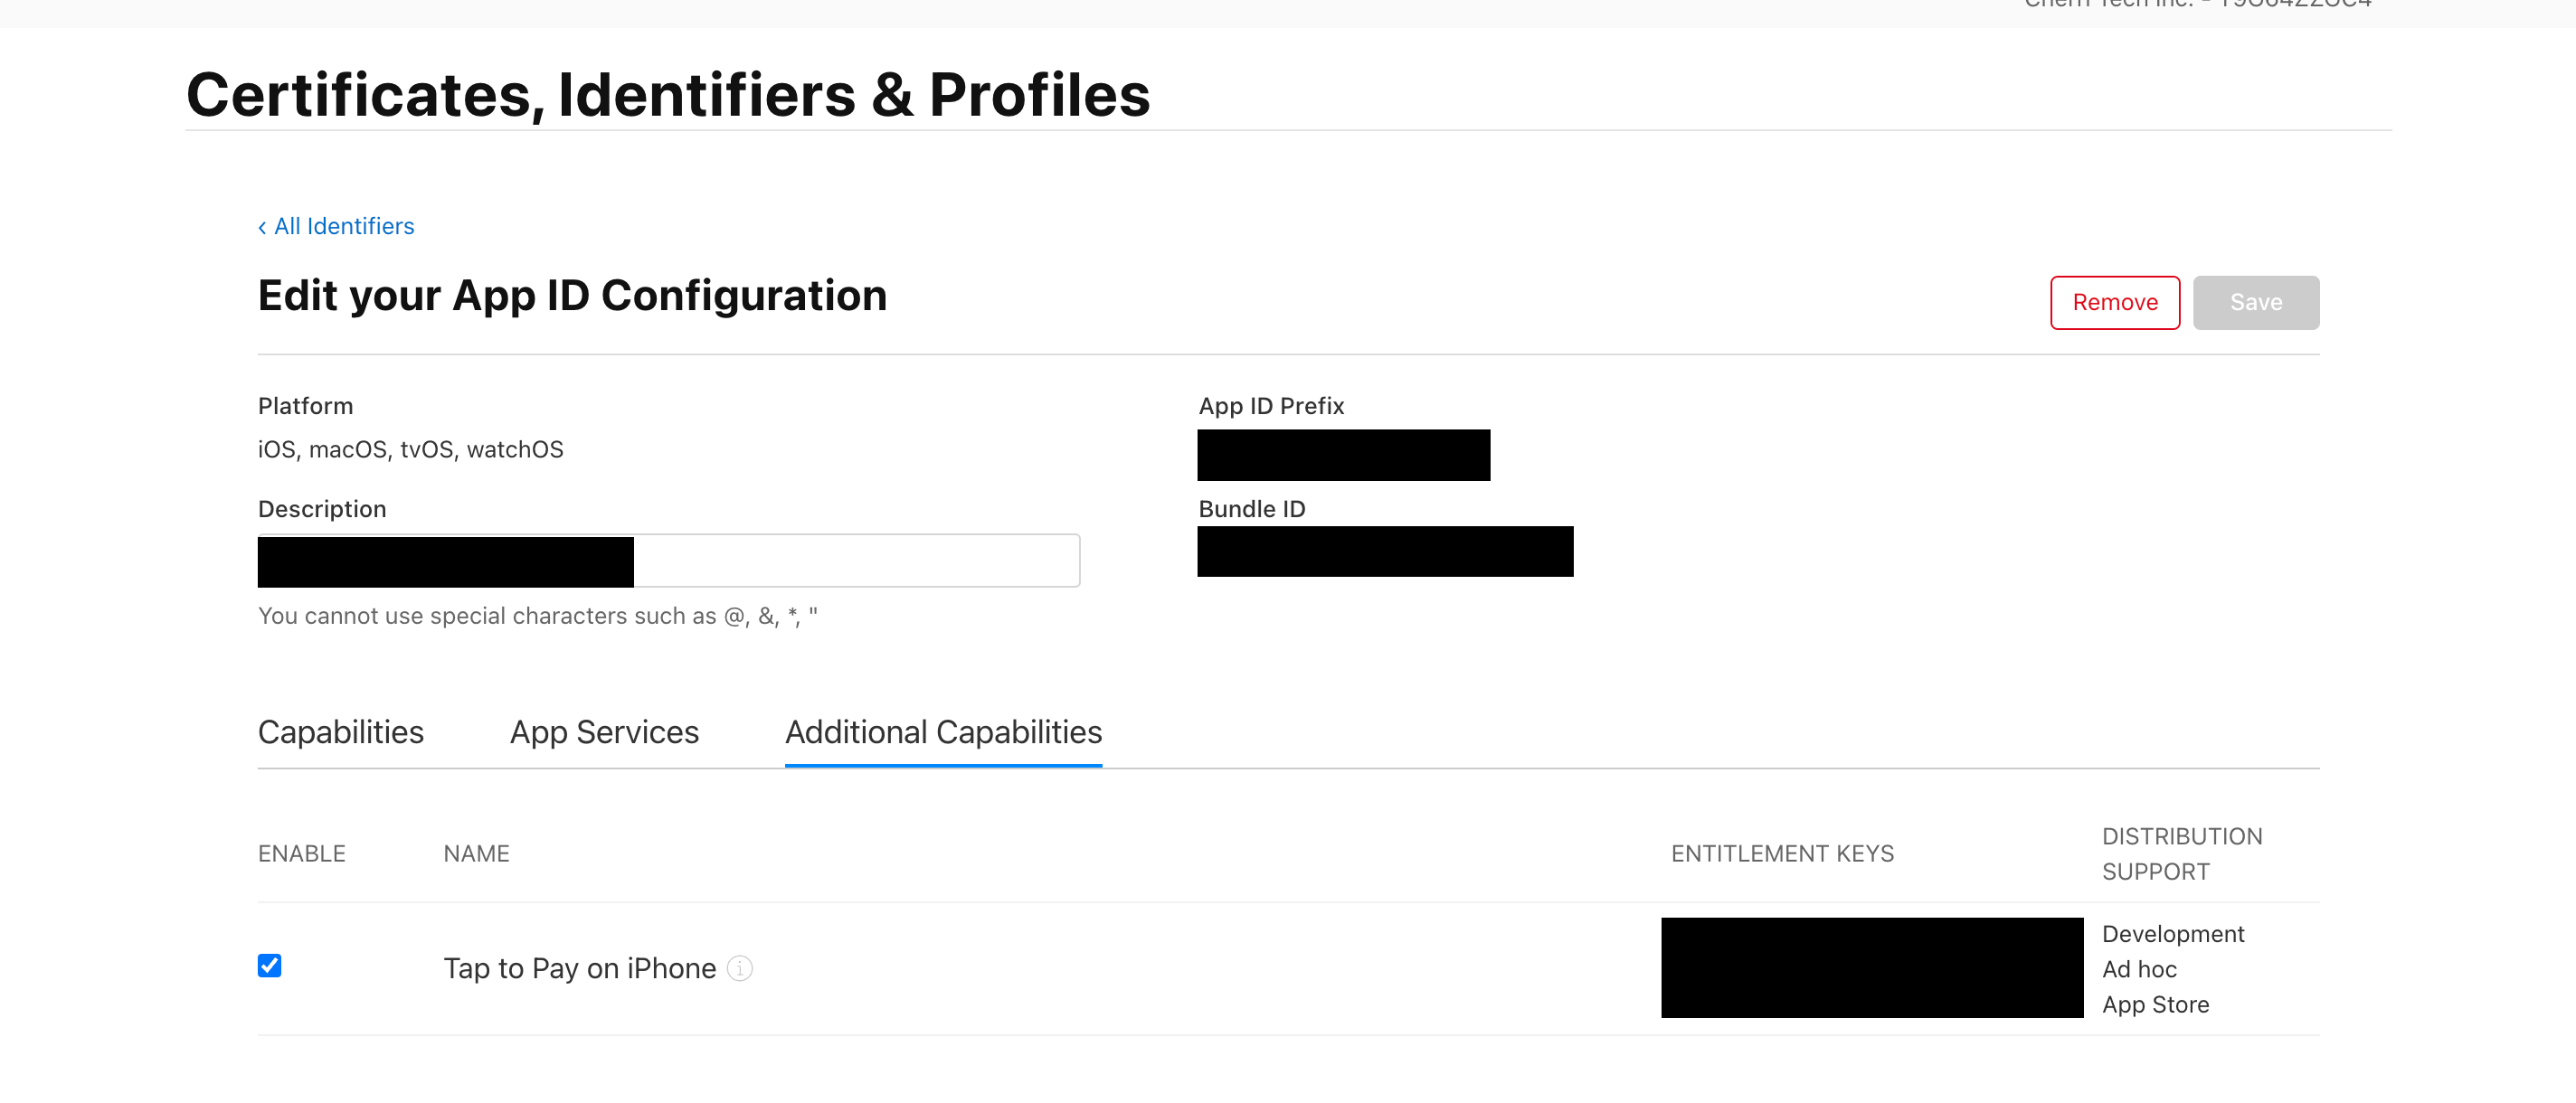 Certificates, Identifiers & Profiles
‹ All Identifiers
Edit your App ID Configuration
Remove
Save
Platform
App ID Prefix
iOS, macOS, tvOS, watchOS
Description
Bundle ID
You cannot use special characters such as @, &, *, "
Capabilities
App Services
Additional Capabilities
ENABLE
NAME
ENTITLEMENT KEYS
DISTRIBUTION
SUPPORT
Tap to Pay on iPhone
Development
Ad hoc
App Store